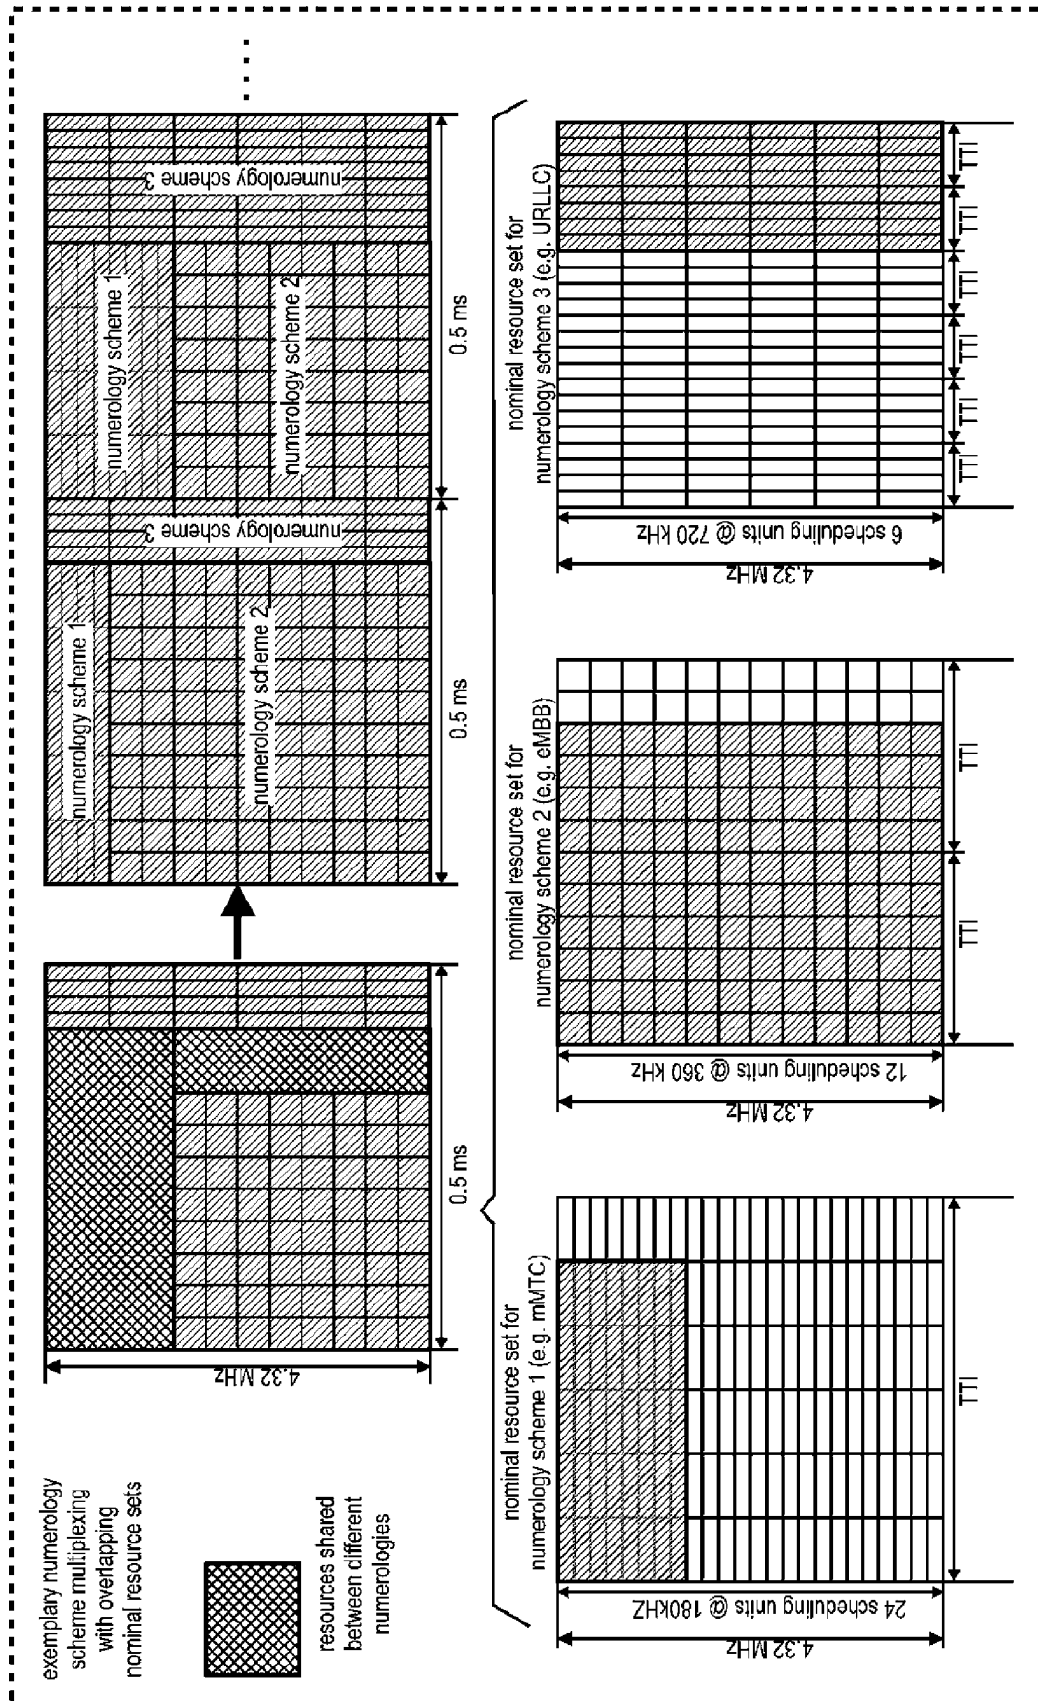 exemplary numerology
scheme multiplexing
with overlapping
nominal resource sets
resources shared
between different
numerologies
4.32 MHz
0.5 ms
numerology scheme 1
numerology scheme 2
numerology scheme 3
0.5 ms
numerology scheme 1
numerology scheme 2
numerology scheme 3
0.5 ms
nominal resource set for
numerology scheme 1 (e.g. mMTC)
4.32 MHz
24 scheduling units @ 180kHZ
TTI
nominal resource set for
numerology scheme 2 (e.g. eMBB)
4.32 MHz
12 scheduling units @ 360 kHz
TTI
TTI
nominal resource set for
numerology scheme 3 (e.g. URLLC)
4.32 MHz
6 scheduling units @ 720 kHz
TTI
TTI
TTI
TTI
TTI
TTI